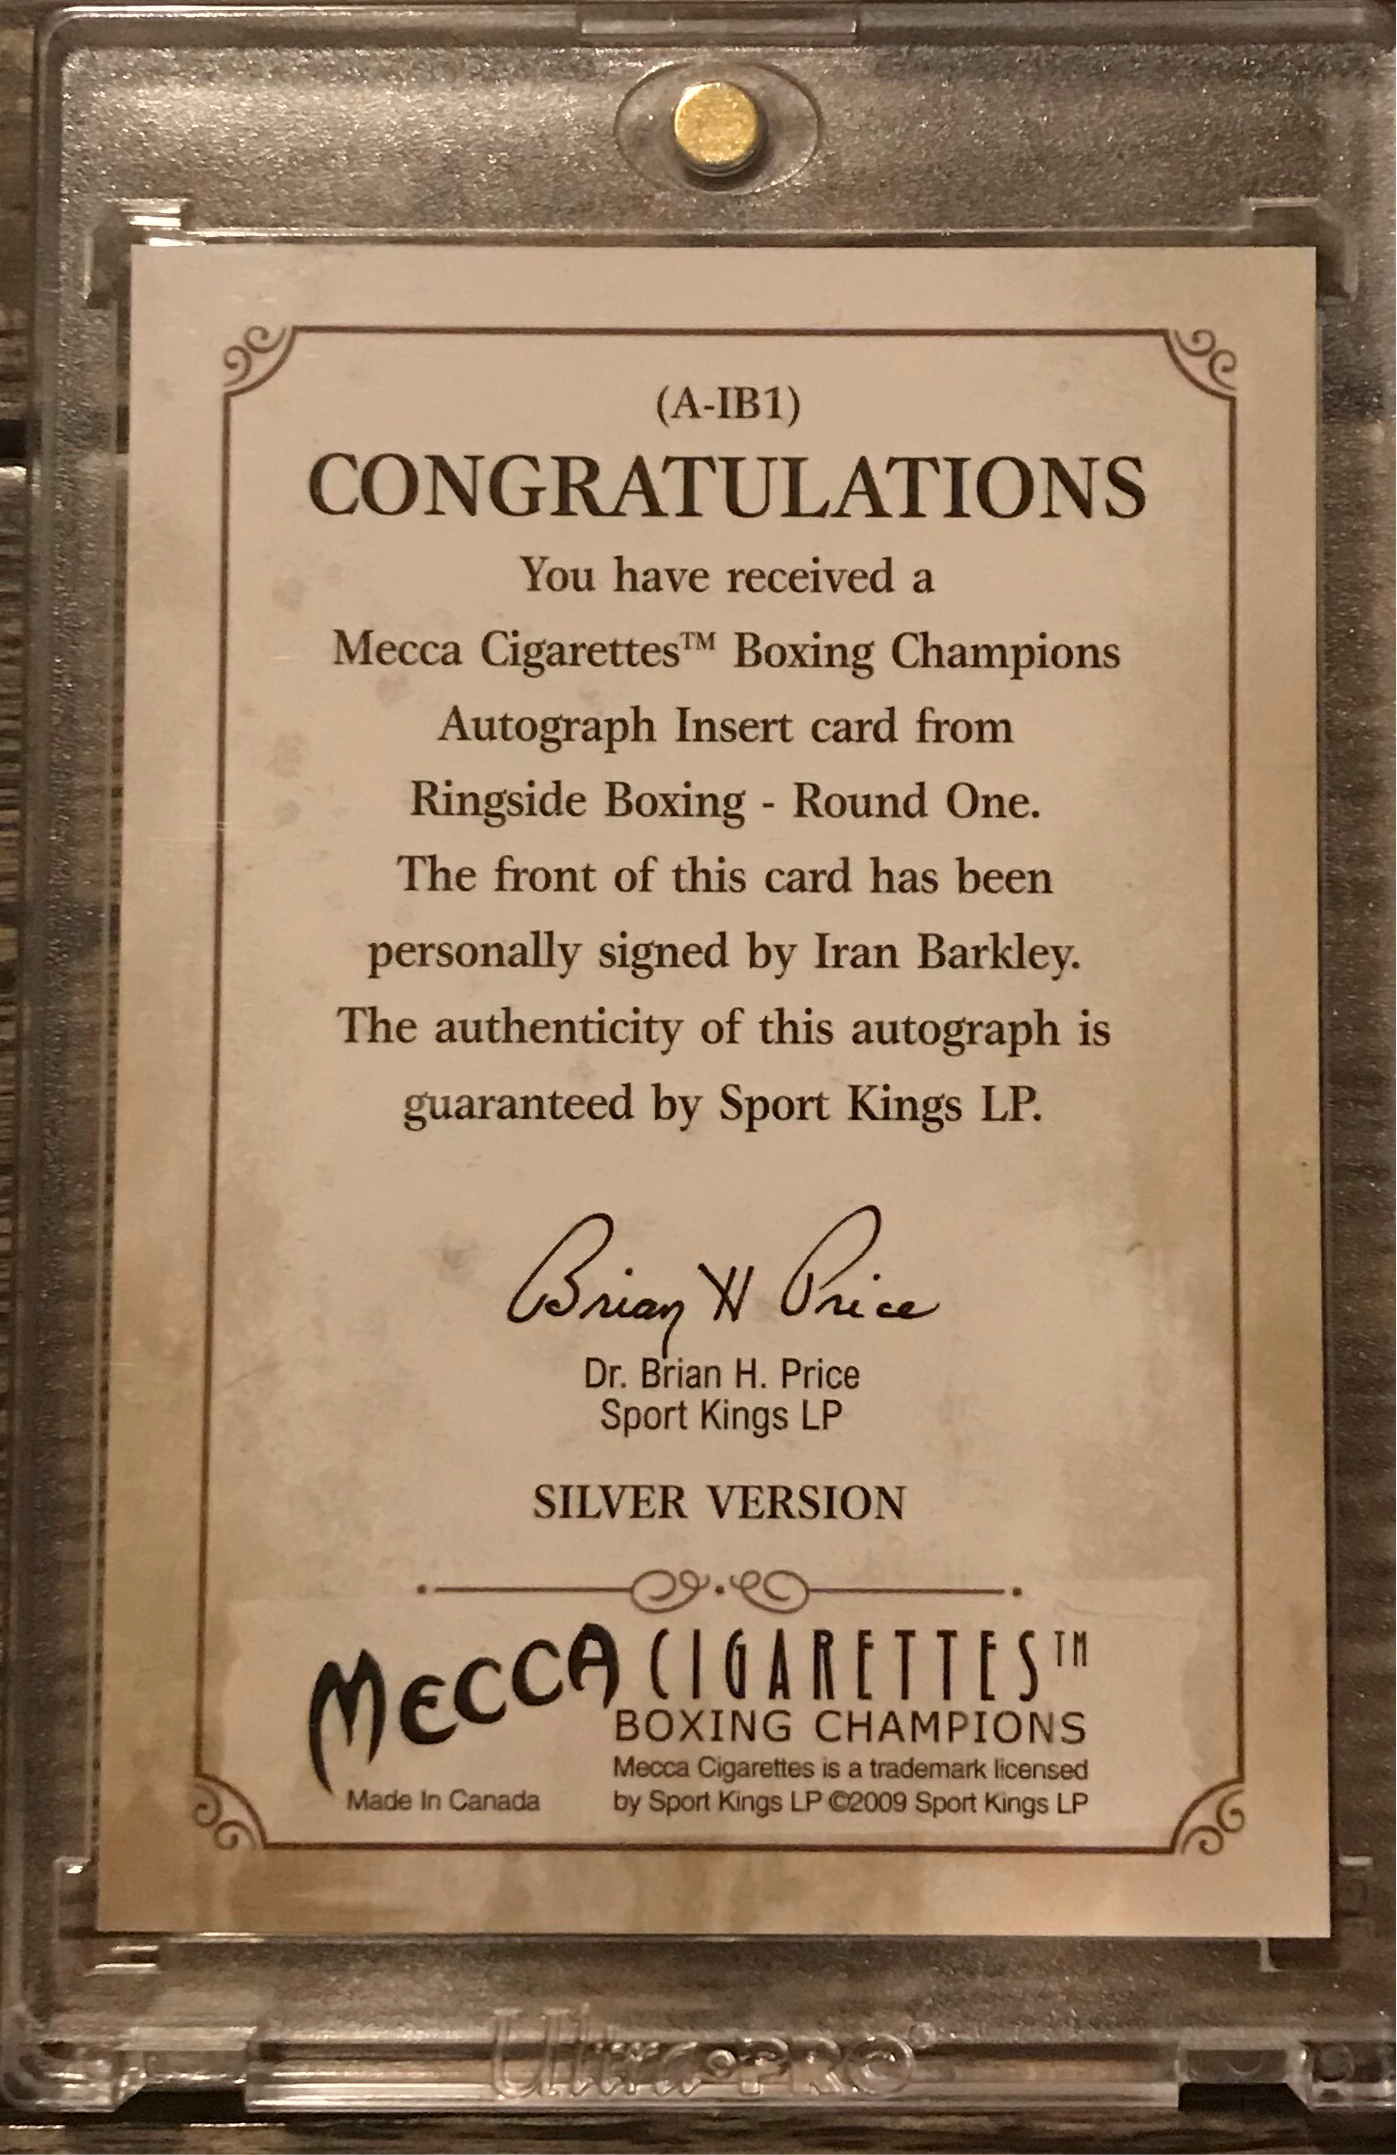 (A-IB1)
CONGRATULATIONS
You have received a
Mecca Cigarettes™ Boxing Champions
Autograph Insert card from
Ringside Boxing - Round One.
The front of this card has been
personally signed by Iran Barkley.
The authenticity of this autograph is
guaranteed by Sport Kings LP.
Brian H Price
Dr. Brian H. Price
Sport Kings LP
SILVER VERSION
MECCA CIGARETTES™
BOXING CHAMPIONS
Mecca Cigarettes is a trademark licensed
Made In Canada by Sport Kings LP ©2009 Sport Kings LP
Ultra•PRO®